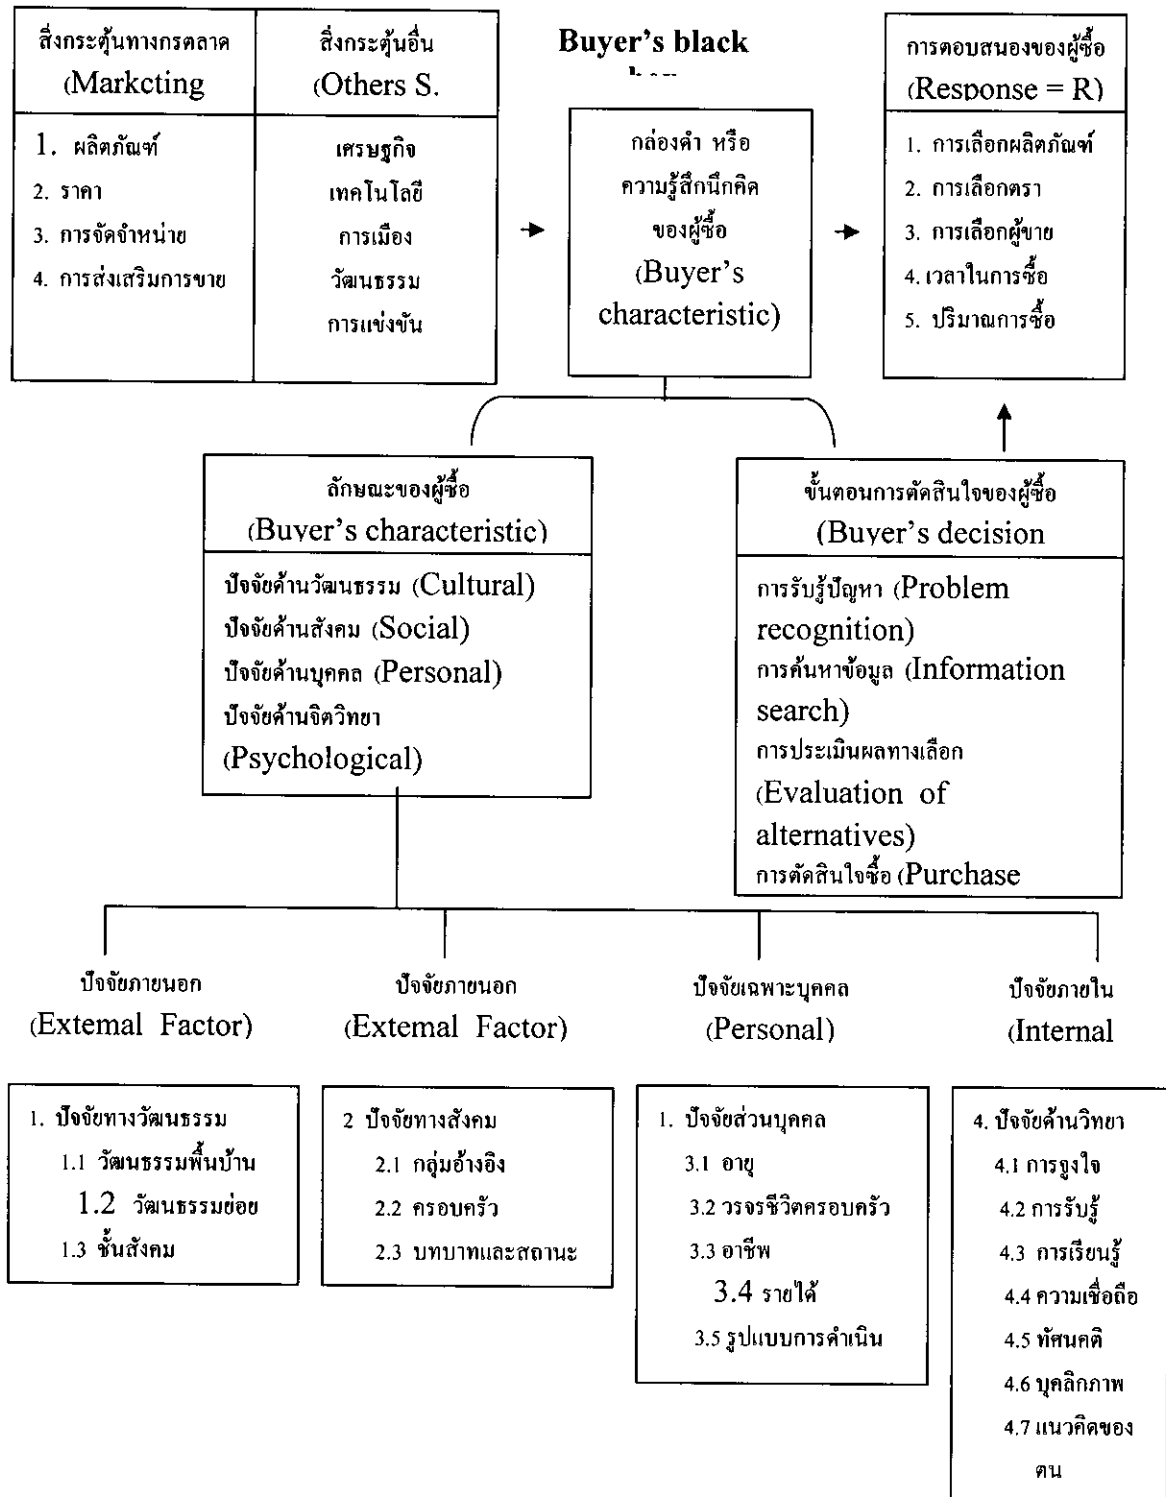 สิ่งกระตุ้นทางกรตลาด
(Markcting
สิ่งกระตุ้นอื่น
(Others S.
1. ผลิตภัณฑ์
2. ราคา
3. การจัดจำหน่าย
4. การส่งเสริมการขาย
เศรษฐกิจ
เทคโนโลยี
การเมือง
วัฒนธรรม
การแข่งขัน
Buyer's black
กล่องดำ หรือ
ความรู้สึกนึกคิด
ของผู้ซื้อ
(Buyer's
characteristic)
การตอบสนองของผู้ซื้อ
(Response = R)
1. การเลือกผลิตภัณฑ์
2. การเลือกตรา
3. การเลือกผู้ขาย
4. เวลาในการซื้อ
5. ปริมาณการซื้อ
ลักษณะของผู้ซื้อ
(Buyer's characteristic)
ปัจจัยด้านวัฒนธรรม (Cultural)
ปัจจัยด้านสังคม (Social)
ปัจจัยด้านบุคคล (Personal)
ปัจจัยด้านจิตวิทยา
(Psychological)
ขั้นตอนการตัดสินใจของผู้ซื้อ
(Buyer's decision
การรับรู้ปัญหา (Problem
recognition)
การค้นหาข้อมูล (Information
search)
การประเมินผลทางเลือก
(Evaluation of
alternatives)
การตัดสินใจซื้อ (Purchase
ปัจจัยภายนอก
(Extemal Factor)
ปัจจัยภายนอก
(Extemal Factor)
ปัจจัยเฉพาะบุคคล
(Personal)
ปัจจัยภายใน
(Internal
1. ปัจจัยทางวัฒนธรรม
1.1 วัฒนธรรมพื้นบ้าน
1.2 วัฒนธรรมย่อย
1.3 ชั้นสังคม
2 ปัจจัยทางสังคม
2.1 กลุ่มอ้างอิง
2.2 ครอบครัว
2.3 บทบาทและสถานะ
1. ปัจจัยส่วนบุคคล
3.1 อายุ
3.2 วรจรชีวิตครอบครัว
3.3 อาชีพ
3.4 รายได้
3.5 รูปแบบการดำเนิน
4. ปัจจัยด้านวิทยา
4.1 การจูงใจ
4.2 การรับรู้
4.3 การเรียนรู้
4.4 ความเชื่อถือ
4.5 ทัศนคติ
4.6 บุคลิกภาพ
4.7 แนวคิดของ
ตน